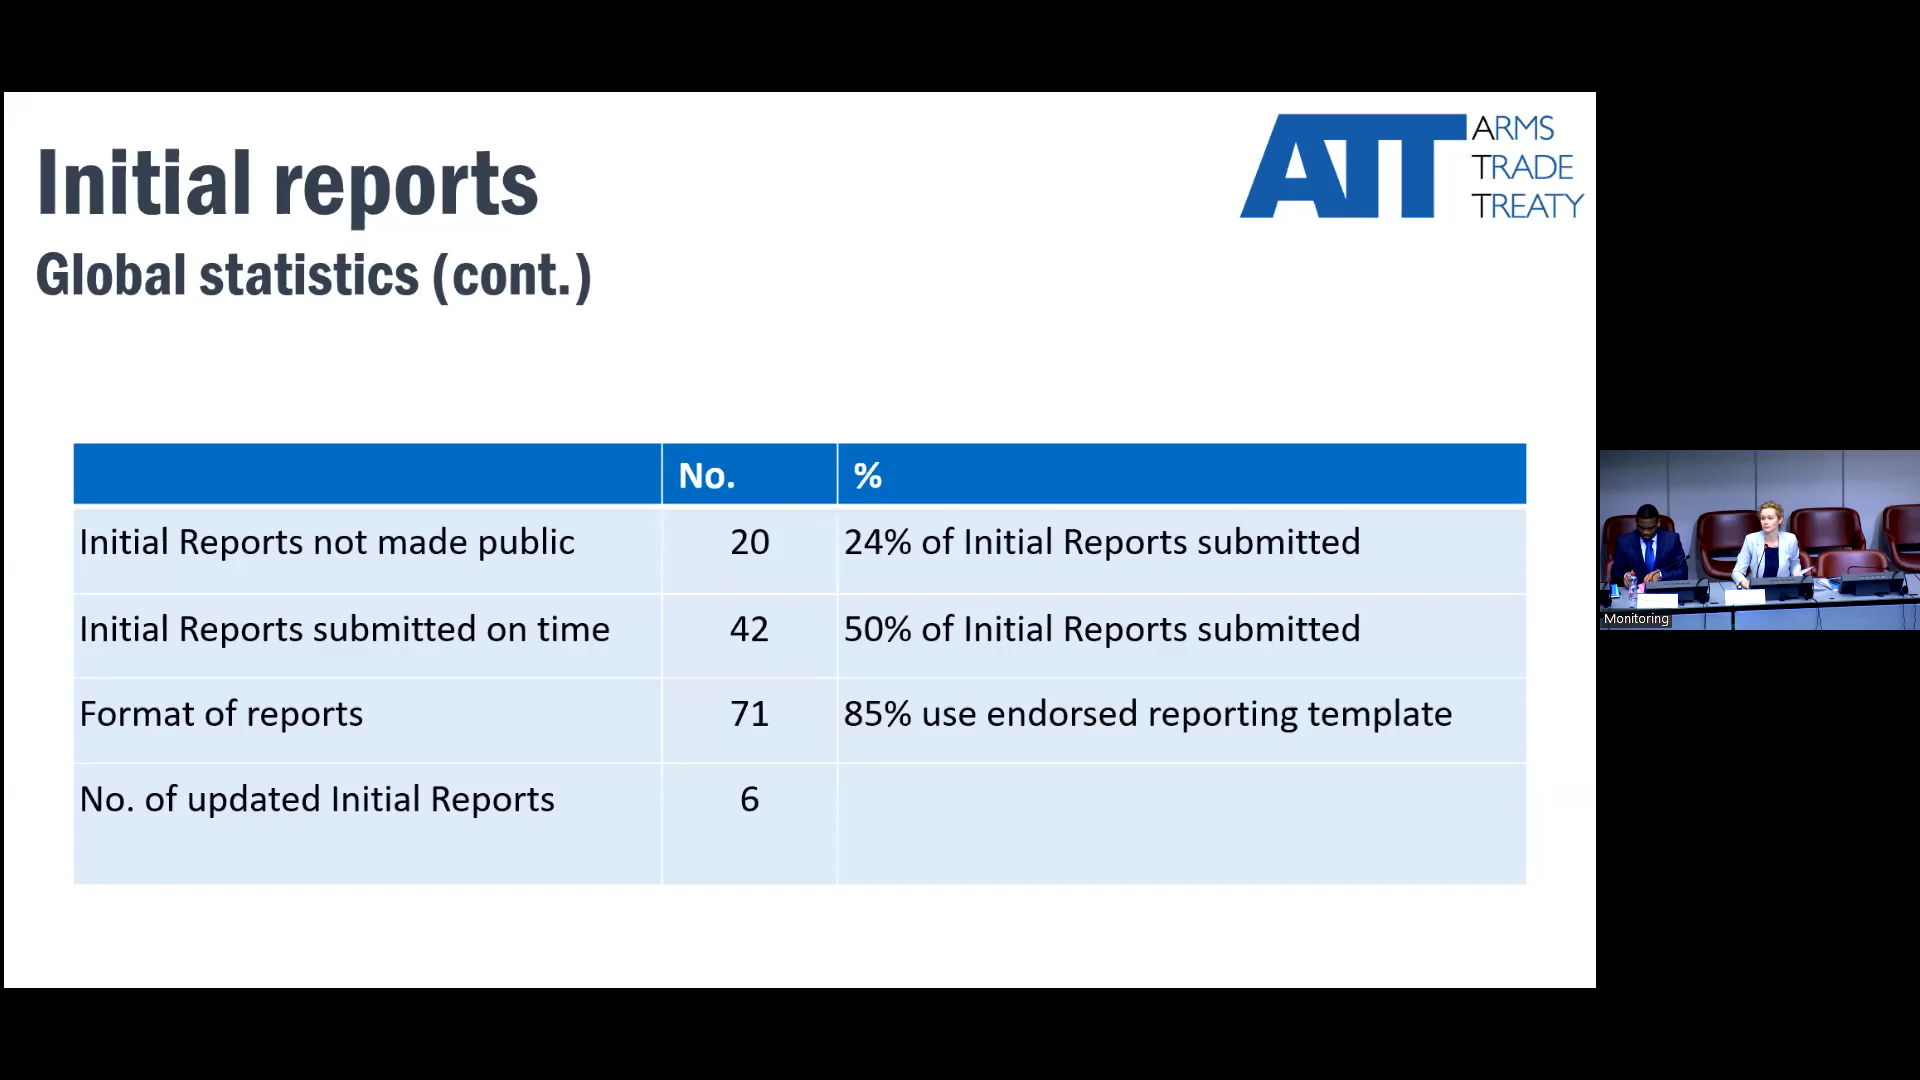 Initial reports
Global statistics (cont.)
ATT
ARMS
TRADE
TREATY
No. %
Initial Reports not made public 20 24% of Initial Reports submitted
Initial Reports submitted on time 42 50% of Initial Reports submitted
Format of reports 71 85% use endorsed reporting template
No. of updated Initial Reports 6
Monitoring